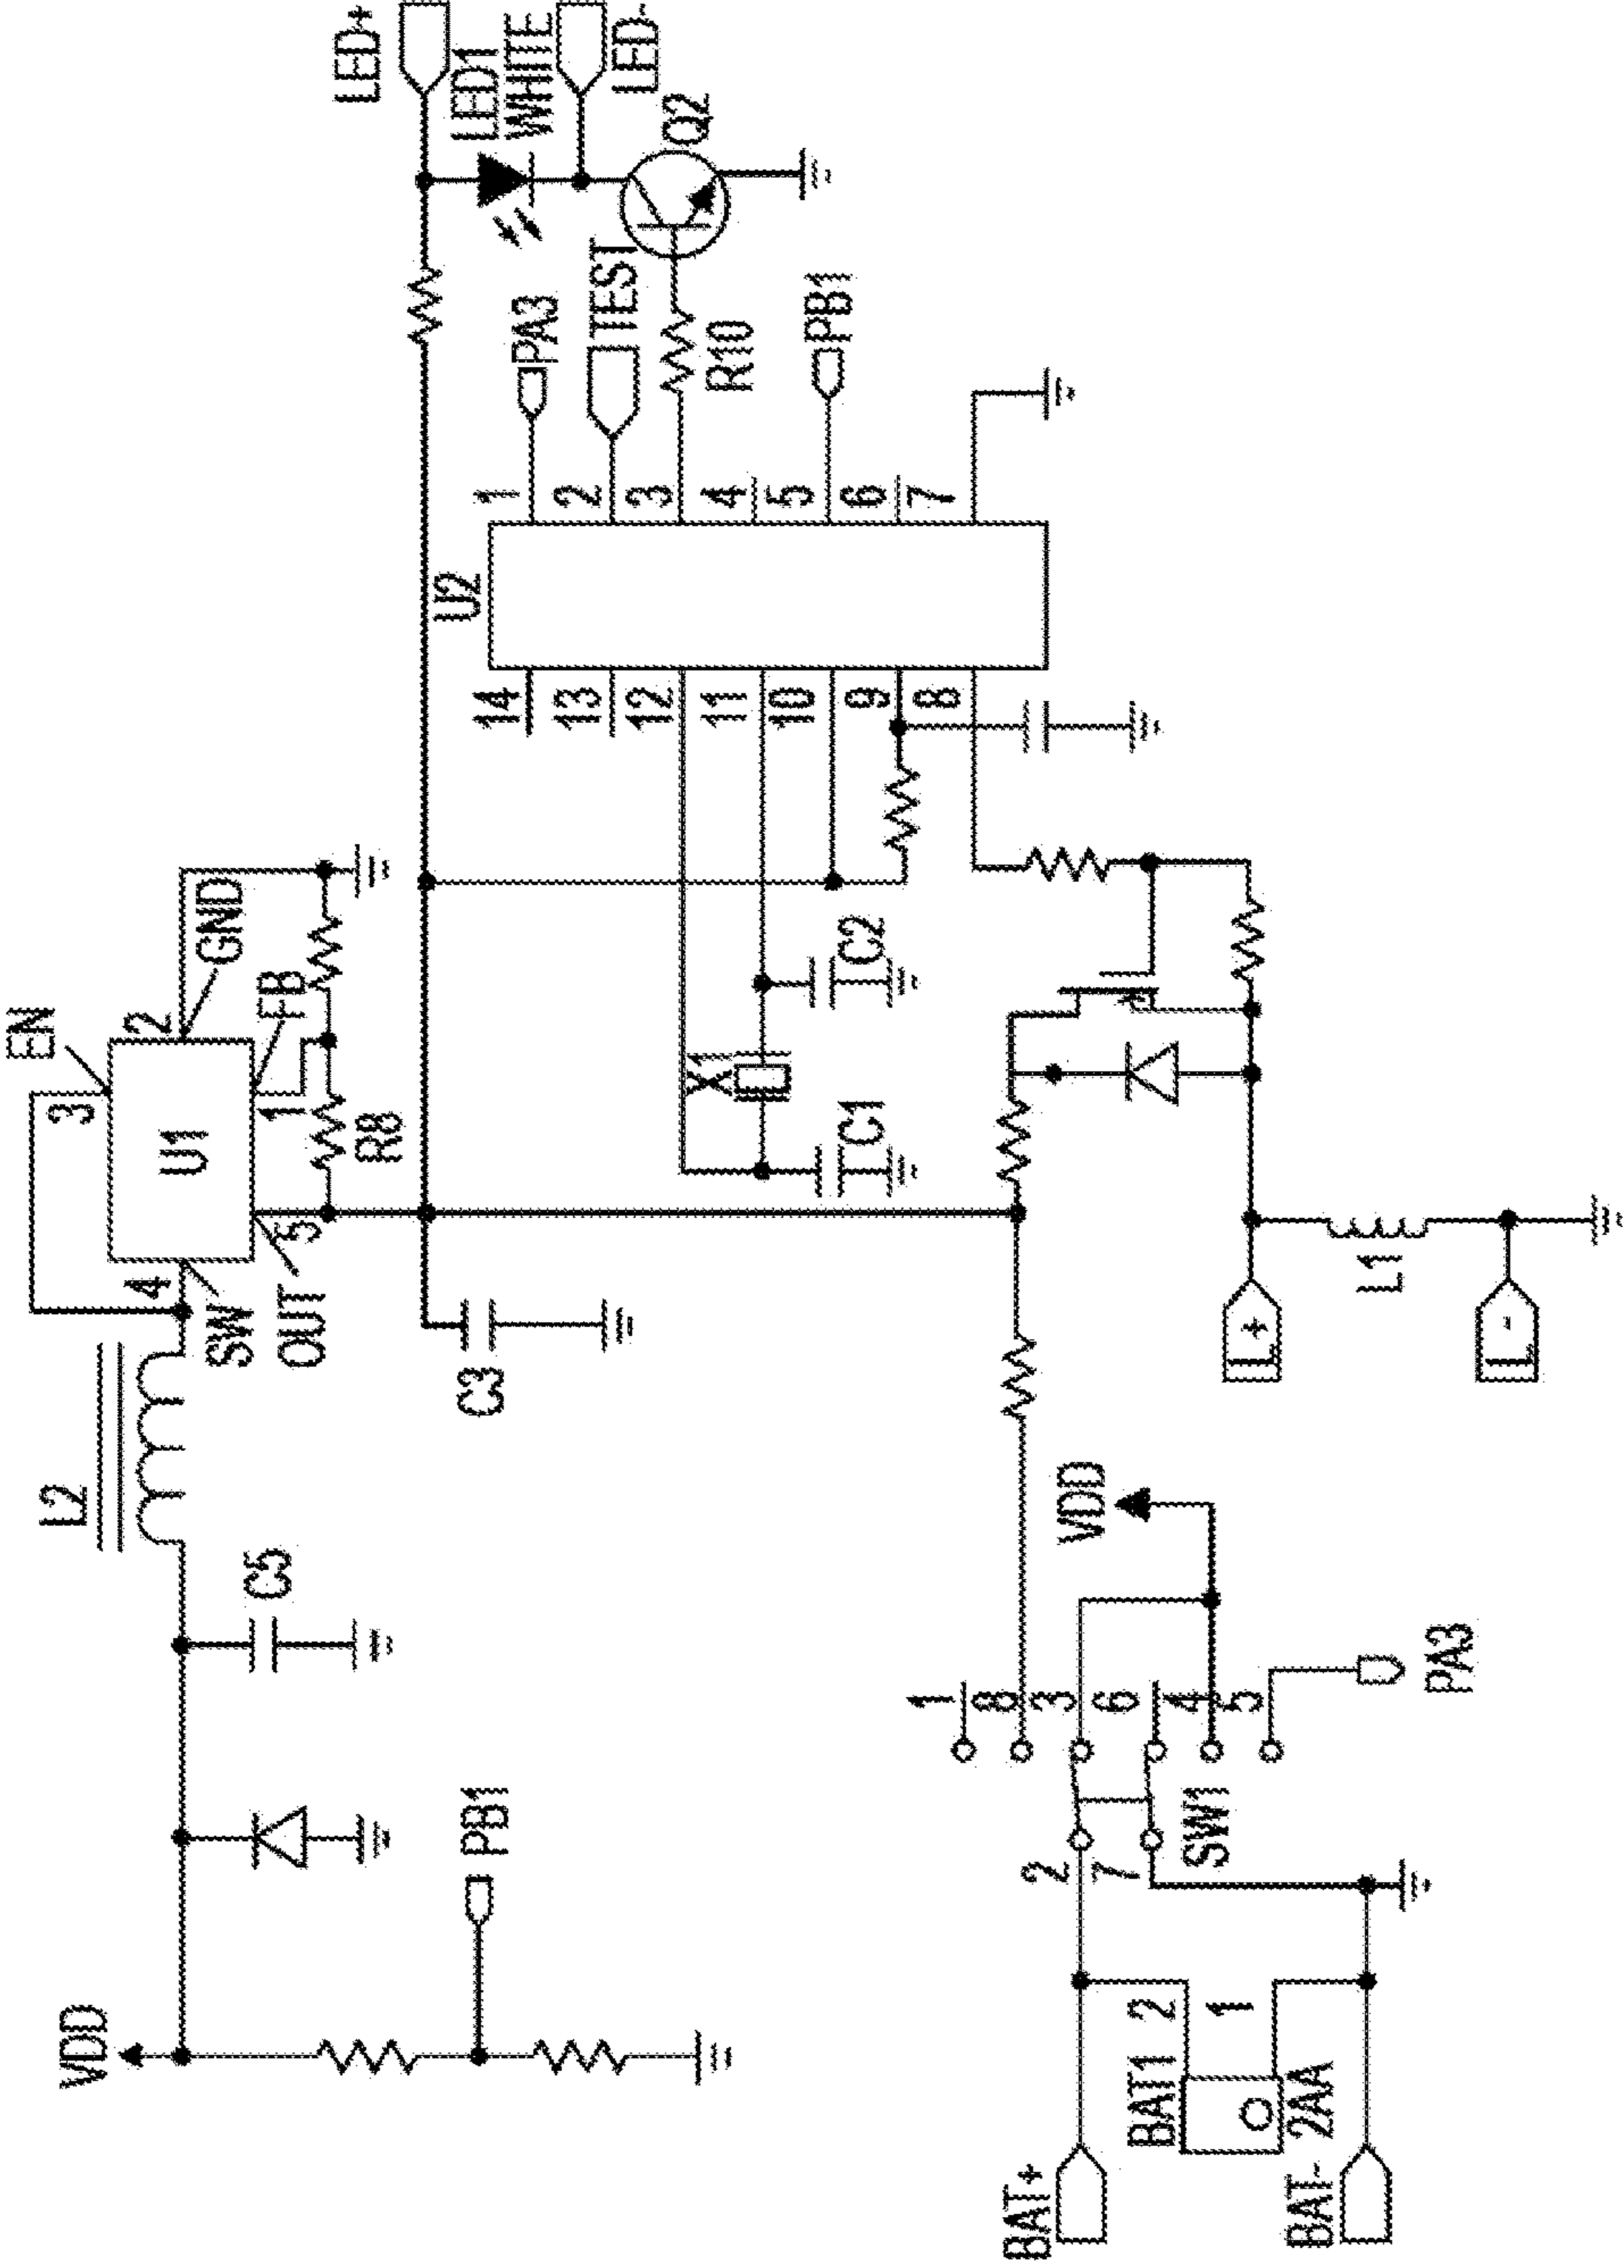 VDD
L2
C5
PB1
4
SW
3
EN
U1
2
GND
FB
1
R8
5
OUT
C3
LED+
LED1
WHITE
LED-
Q2
PA3
TEST
R10
PB1
U2
1
2
3
4
5
6
7
14
13
12
11
10
9
8
X1
C1
C2
BAT+
BAT1
2
1
2AA
BAT-
2
7
SW1
1
8
3
6
4
5
VDD
PA3
L+
L1
L-